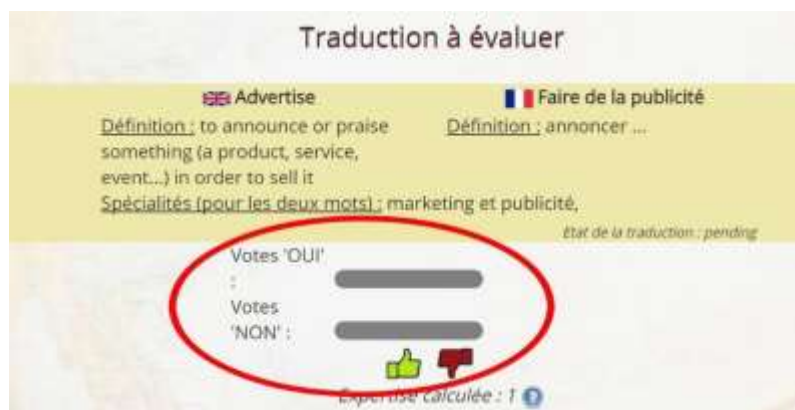 Traduction à évaluer
Advertise
Faire de la publicité
Définition : to announce or praise
something (a product, service,
event...) in order to sell it
Définition : annoncer ...
Spécialités (pour les deux mots) : marketing et publicité,
Etat de la traduction : pending
Votes 'OUI'
:
Votes
'NON' :
Expertise calculée : 1 ?